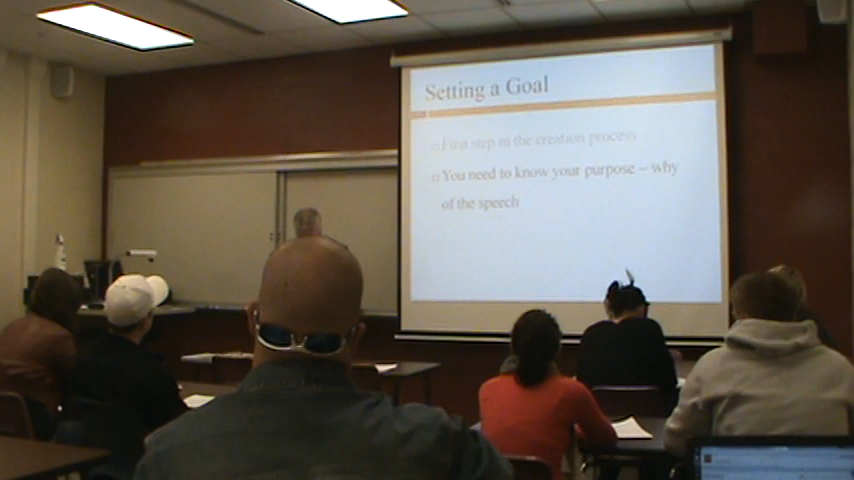 Setting a Goal
First step in the creation process
You need to know your purpose – why
of the speech